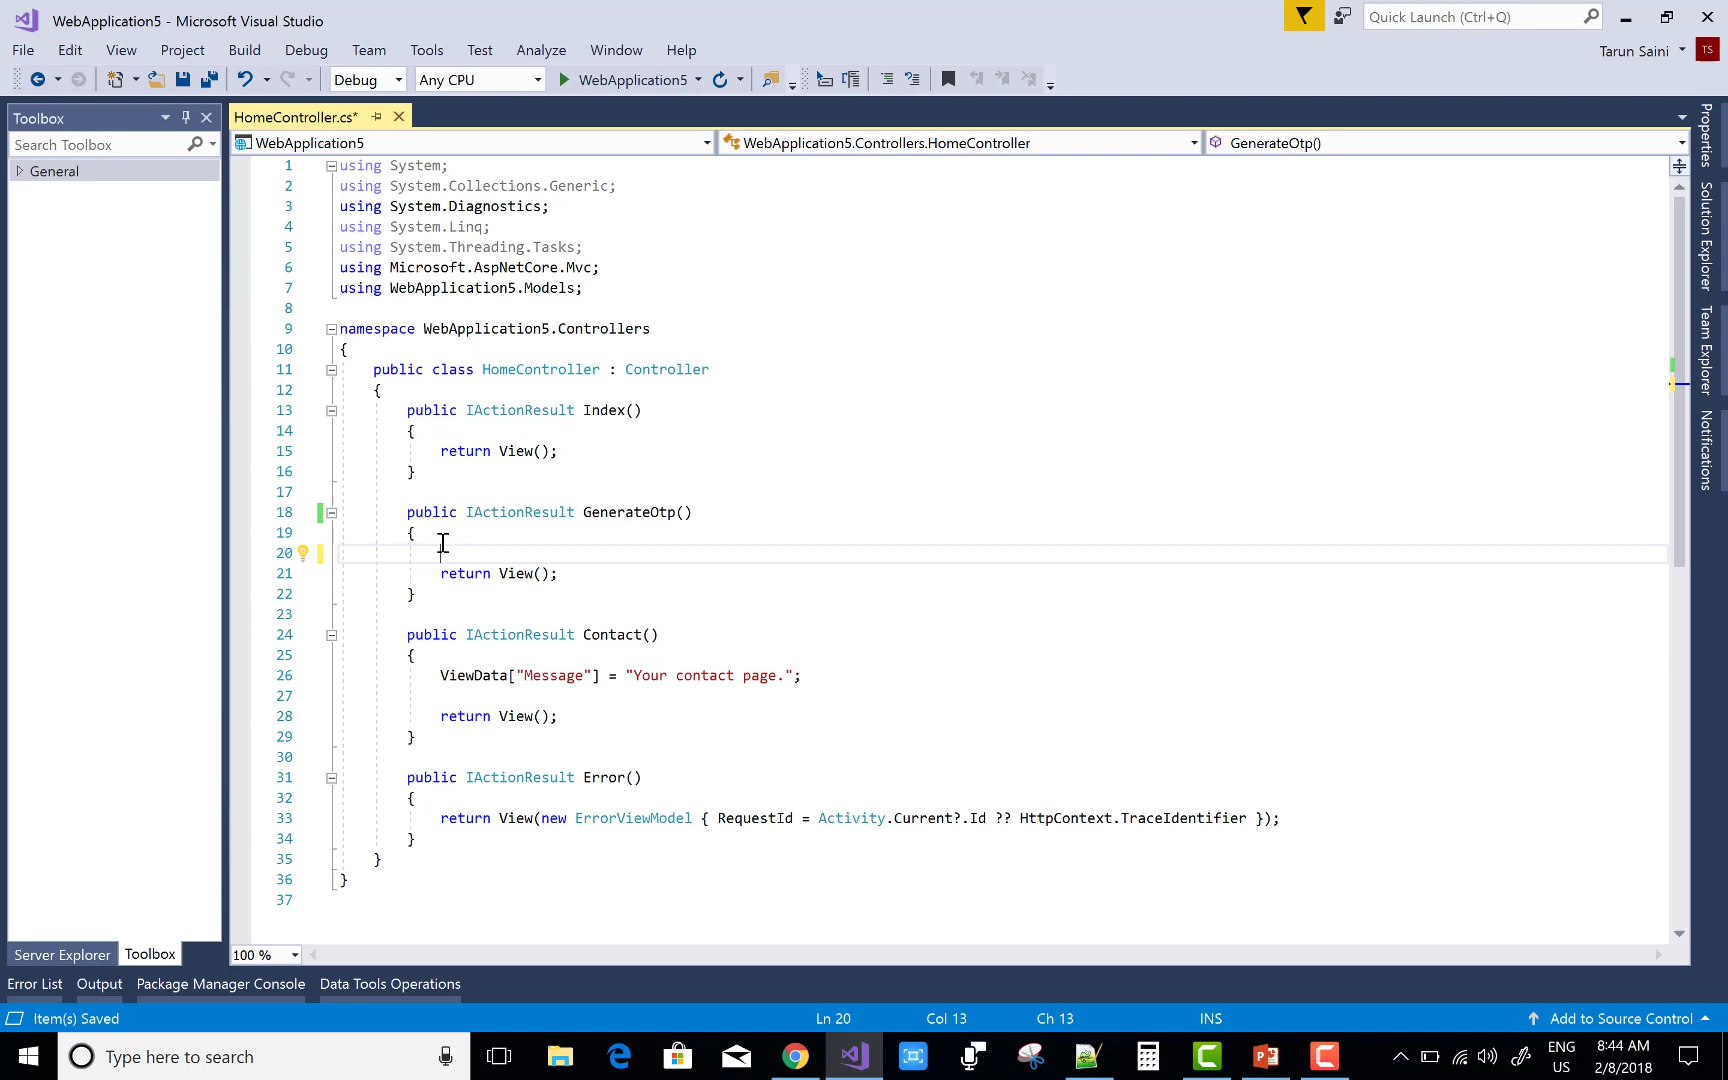 WebApplication5 - Microsoft Visual Studio
Quick Launch (Ctrl+Q)
File Edit View Project Build Debug Team Tools Test Analyze Window Help
Tarun Saini TS
Debug Any CPU WebApplication5
Toolbox
Search Toolbox
General
HomeController.cs*
WebApplication5 WebApplication5.Controllers.HomeController GenerateOtp()
1 using System;
2 using System.Collections.Generic;
3 using System.Diagnostics;
4 using System.Linq;
5 using System.Threading.Tasks;
6 using Microsoft.AspNetCore.Mvc;
7 using WebApplication5.Models;
8
9 namespace WebApplication5.Controllers
10 {
11 public class HomeController : Controller
12 {
13 public IActionResult Index()
14 {
15 return View();
16 }
17
18 public IActionResult GenerateOtp()
19 {
20
21 return View();
22 }
23
24 public IActionResult Contact()
25 {
26 ViewData["Message"] = "Your contact page.";
27
28 return View();
29 }
30
31 public IActionResult Error()
32 {
33 return View(new ErrorViewModel { RequestId = Activity.Current?.Id ?? HttpContext.TraceIdentifier });
34 }
35 }
36 }
37
Properties
Solution Explorer
Team Explorer
Notifications
Server Explorer Toolbox
100 %
Error List Output Package Manager Console Data Tools Operations
Item(s) Saved Ln 20 Col 13 Ch 13 INS Add to Source Control
Type here to search
ENG
US
8:44 AM
2/8/2018